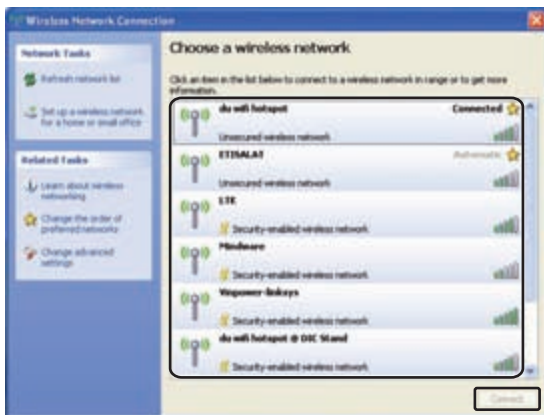 Wireless Network Connection
Network Tasks
Refresh network list
Set up a wireless network
for a home or small office
Related Tasks
Learn about wireless
networking
Change the order of
preferred networks
Change advanced
settings
Choose a wireless network
Click an item in the list below to connect to a wireless network in range or to get more
information.
du wifi hotspot
Connected
Unsecured wireless network
ETISALAT
Automatic
Unsecured wireless network
LTE
Security-enabled wireless network
Mindware
Security-enabled wireless network
Security-enabled wireless network
du wifi hotspot @ DIC Stand
Security-enabled wireless network
Connect